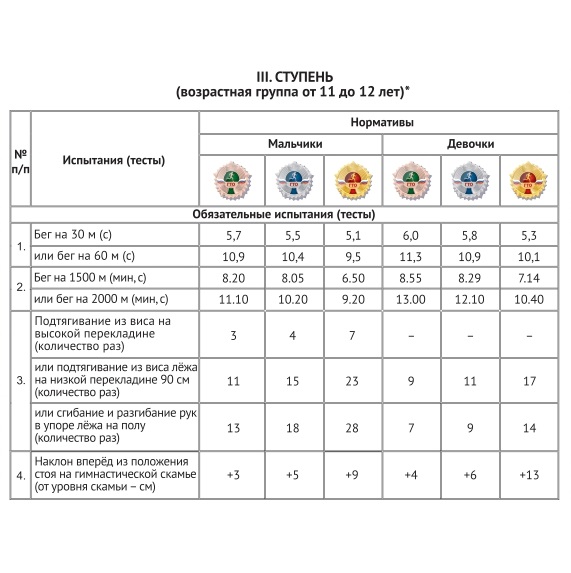 III. СТУПЕНЬ
(возрастная группа от 11 до 12 лет)*
№ п/п
Испытания (тесты)
Нормативы
Мальчики
Девочки
ГТО ГТО ГТО ГТО ГТО ГТО
Обязательные испытания (тесты)
1.
Бег на 30 м (с) 5,7 5,5 5,1 6,0 5,8 5,3
или бег на 60 м (с) 10,9 10,4 9,5 11,3 10,9 10,1
2.
Бег на 1500 м (мин, с) 8.20 8.05 6.50 8.55 8.29 7.14
или бег на 2000 м (мин, с) 11.10 10.20 9.20 13.00 12.10 10.40
3.
Подтягивание из виса на
высокой перекладине
(количество раз)
3 4 7 – – –
или подтягивание из виса лёжа
на низкой перекладине 90 см
(количество раз)
11 15 23 9 11 17
или сгибание и разгибание рук
в упоре лёжа на полу
(количество раз)
13 18 28 7 9 14
4.
Наклон вперёд из положения
стоя на гимнастической скамье
(от уровня скамьи – см)
+3 +5 +9 +4 +6 +13